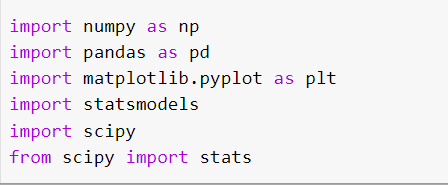 import numpy as np
import pandas as pd
import matplotlib.pyplot as plt
import statsmodels
import scipy
from scipy import stats